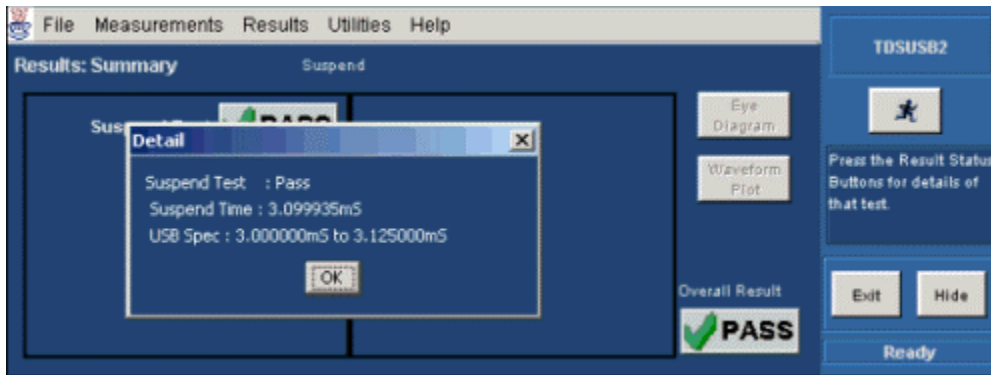 File Measurements Results Utilities Help
TDSUSB2
Results: Summary Suspend
Eye
Diagram
PASS
Detail
Suspend Test : Pass
Suspend Time : 3.099935mS
USB Spec : 3.000000mS to 3.125000mS
OK
Waveform
Plot
Press the Result Status
Buttons for details of
that test.
Overall Result
PASS
Exit Hide
Ready